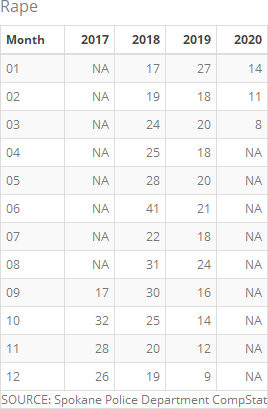 Rape
Month 2017 2018 2019 2020
01 NA 17 27 14
02 NA 19 18 11
03 NA 24 20 8
04 NA 25 18 NA
05 NA 28 20 NA
06 NA 41 21 NA
07 NA 22 18 NA
08 NA 31 24 NA
09 17 30 16 NA
10 32 25 14 NA
11 28 20 12 NA
12 26 19 9 NA
SOURCE: Spokane Police Department CompStat